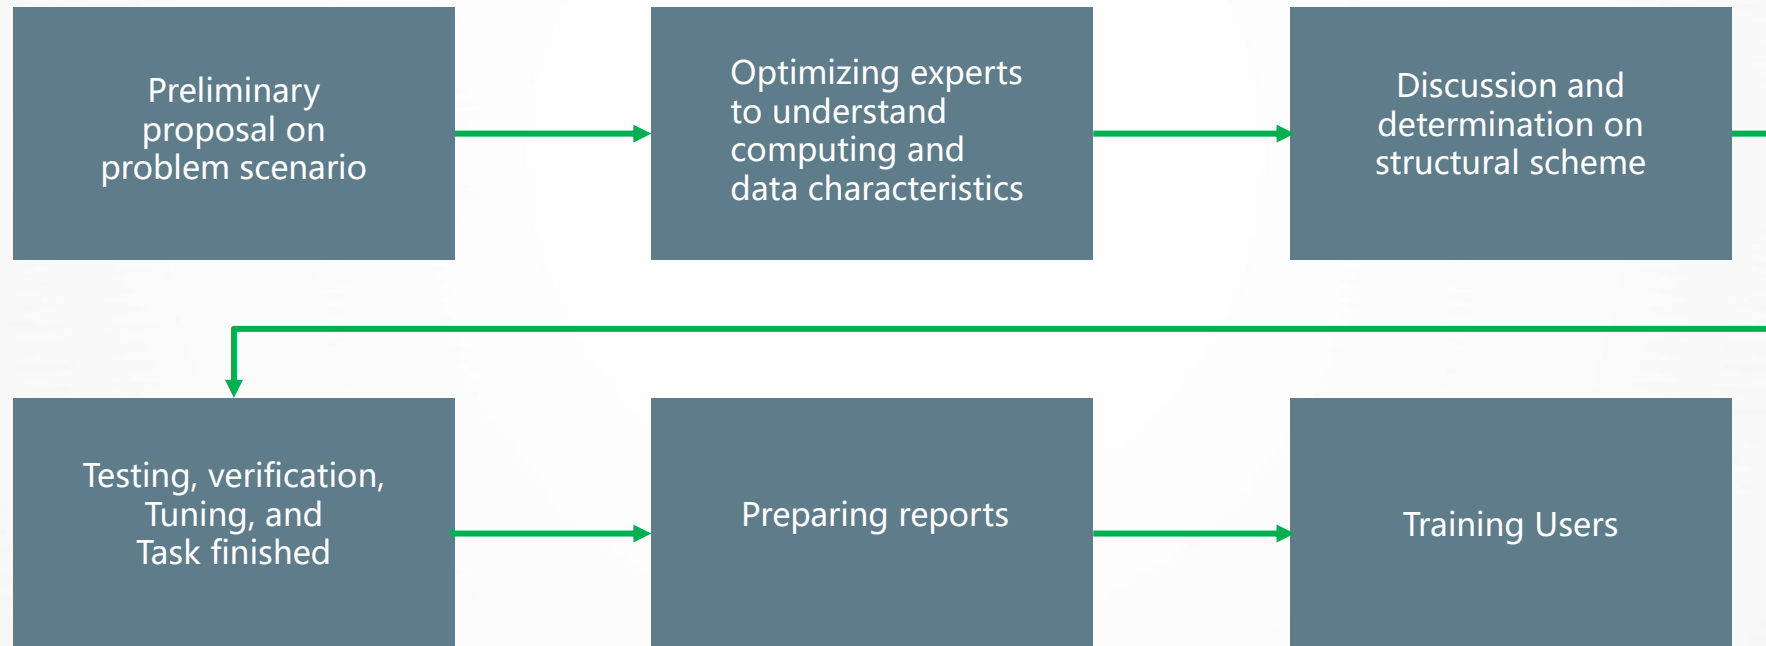 Preliminary
proposal on
problem scenario
Optimizing experts
to understand
computing and
data characteristics
Discussion and
determination on
structural scheme
Testing, verification,
Tuning, and
Task finished
Preparing reports
Training Users